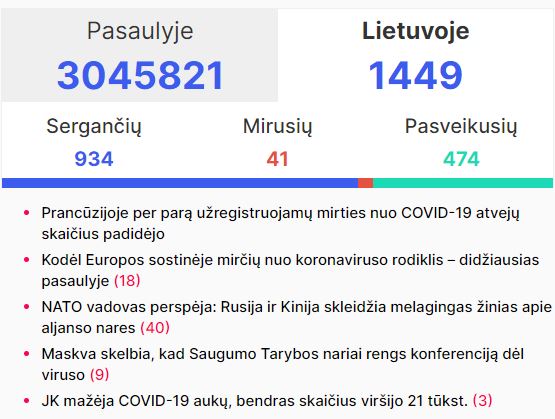 Pasaulyje Lietuvoje
3045821 1449
Sergančių Mirusių Pasveikusių
934 41 474
Prancūzijoje per parą užregistruojamų mirties nuo COVID-19 atvejų
skaičius padidėjo
Kodėl Europos sostinėje mirčių nuo koronaviruso rodiklis – didžiausias
pasaulyje (18)
NATO vadovas perspėja: Rusija ir Kinija skleidžia melagingas žinias apie
aljanso nares (40)
Maskva skelbia, kad Saugumo Tarybos nariai rengs konferenciją dėl
viruso (9)
JK mažėja COVID-19 aukų, bendras skaičius viršijo 21 tūkst. (3)